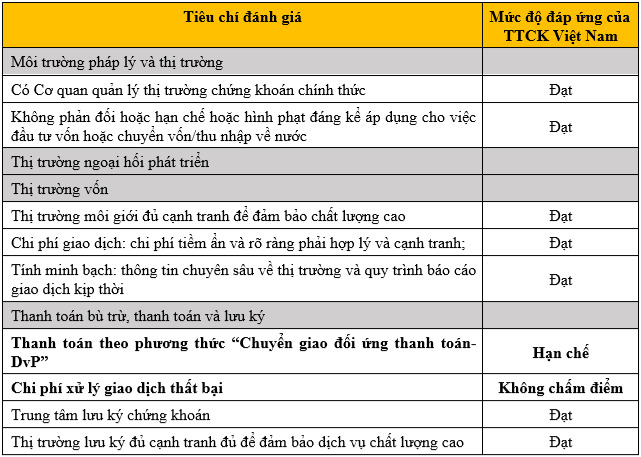 Tiêu chí đánh giá
Mức độ đáp ứng của
TTCK Việt Nam
Môi trường pháp lý và thị trường
Có Cơ quan quản lý thị trường chứng khoán chính thức
Đạt
Không phản đối hoặc hạn chế hoặc hình phạt đáng kể áp dụng cho việc
đầu tư vốn hoặc chuyển vốn/thu nhập về nước
Đạt
Thị trường ngoại hối phát triển
Thị trường vốn
Thị trường môi giới đủ cạnh tranh để đảm bảo chất lượng cao
Đạt
Chi phí giao dịch: chi phí tiềm ẩn và rõ ràng phải hợp lý và cạnh tranh;
Đạt
Tính minh bạch: thông tin chuyên sâu về thị trường và quy trình báo cáo
giao dịch kịp thời
Đạt
Thanh toán bù trừ, thanh toán và lưu ký
Thanh toán theo phương thức “Chuyển giao đối ứng thanh toán-
DvP”
Hạn chế
Chi phí xử lý giao dịch thất bại
Không chấm điểm
Trung tâm lưu ký chứng khoán
Đạt
Thị trường lưu ký đủ cạnh tranh đủ để đảm bảo dịch vụ chất lượng cao
Đạt